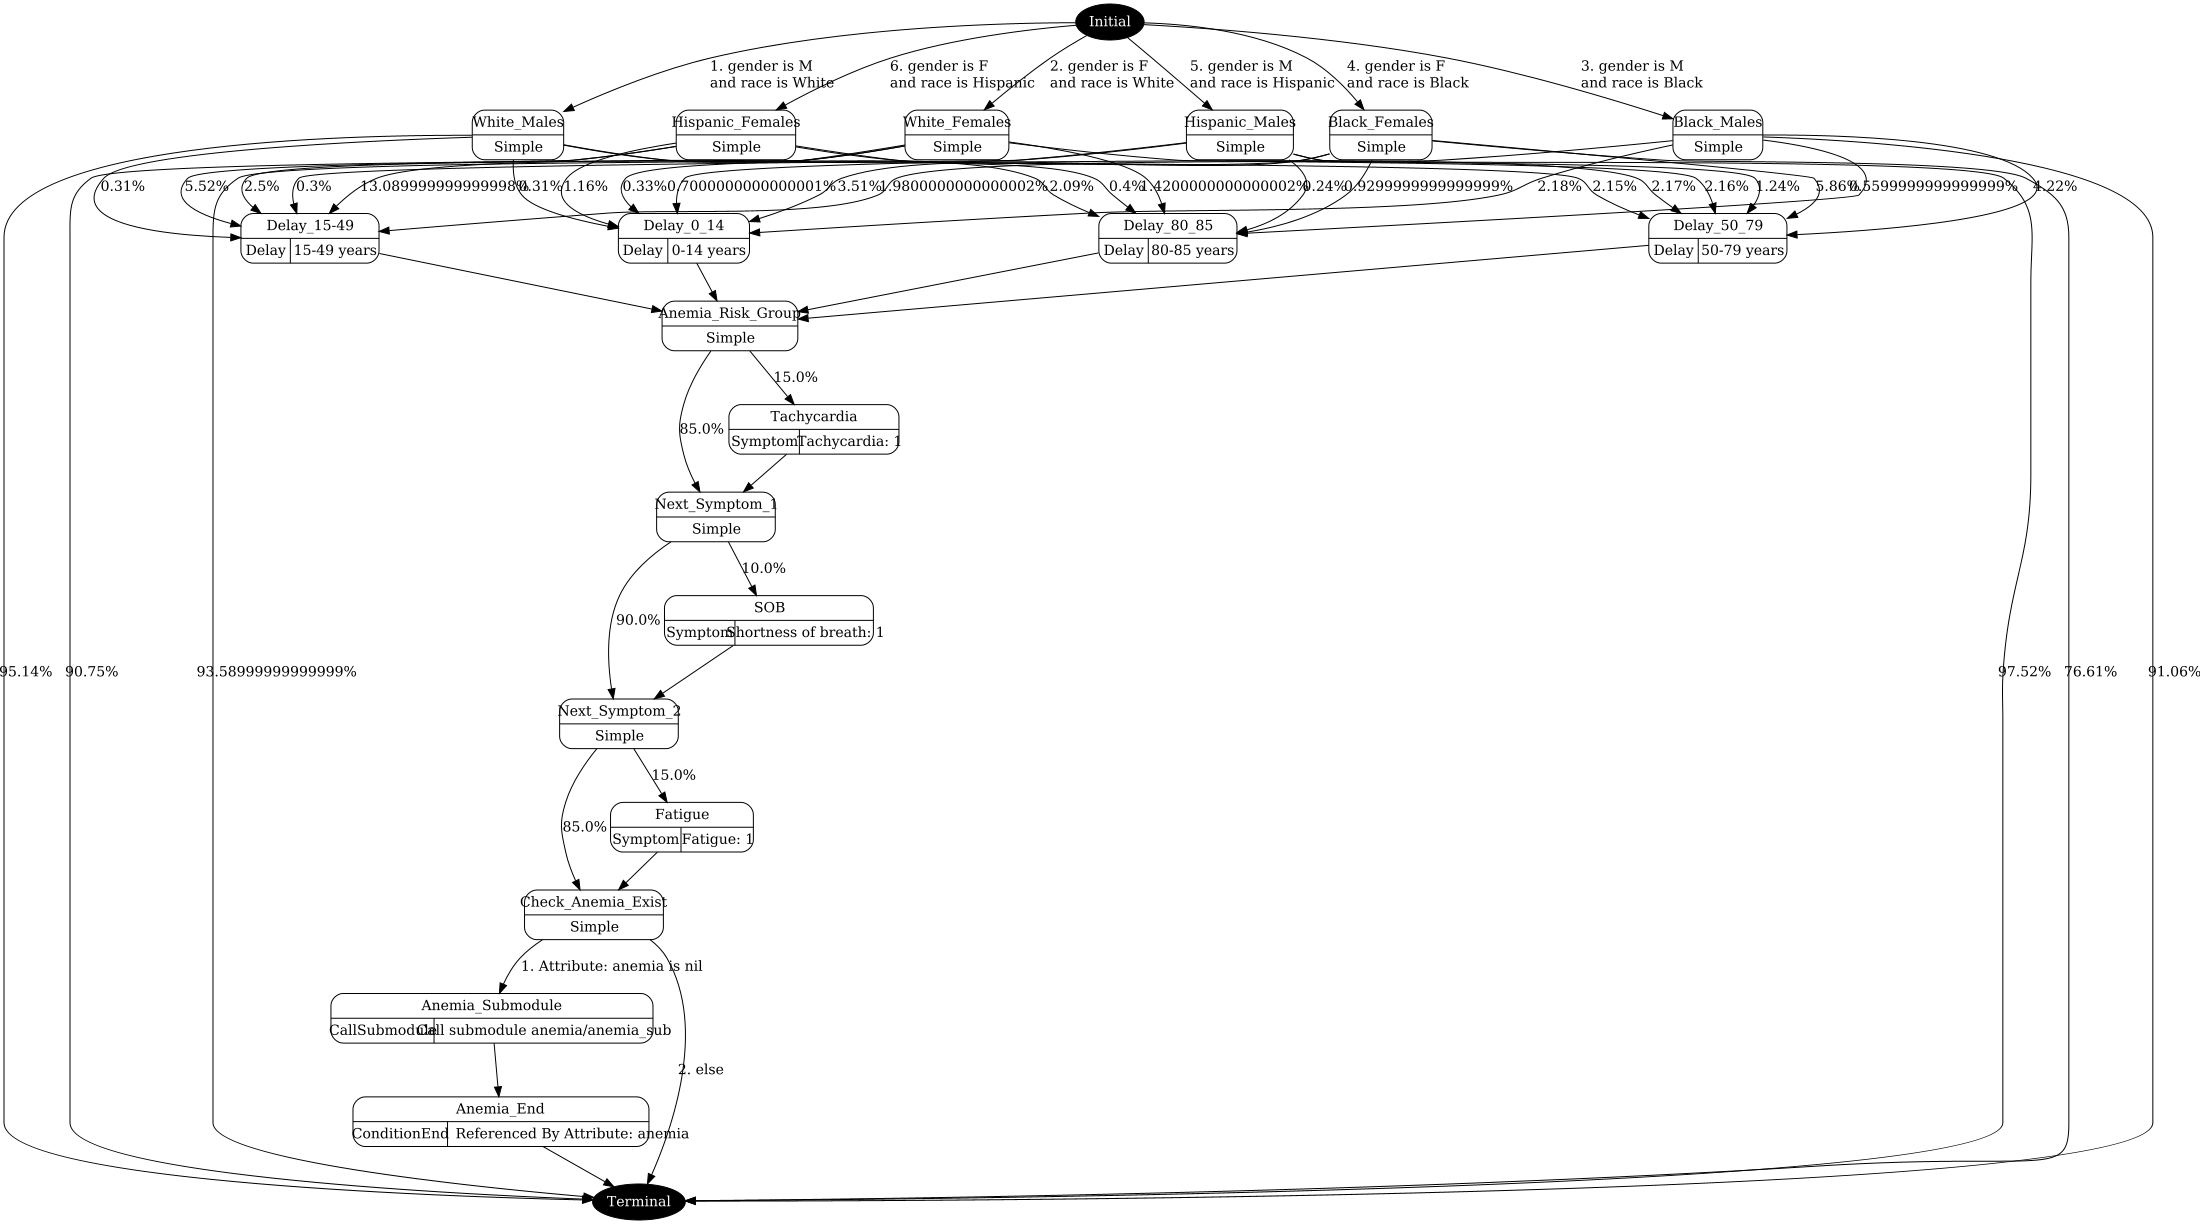 Initial
1. gender is M
and race is White
6. gender is F
and race is Hispanic
2. gender is F
and race is White
5. gender is M
and race is Hispanic
4. gender is F
and race is Black
3. gender is M
and race is Black
White_Males
Simple
Hispanic_Females
Simple
White_Females
Simple
Hispanic_Males
Simple
Black_Females
Simple
Black_Males
Simple
0.31%
5.52%
2.5%
0.3%
13.089999999999998%
1.16%
0.33%
3.51%
2.09%
0.4%
1.4200000000000002%
0.24%
0.9299999999999999%
2.18%
2.15%
2.17%
2.16%
1.24%
5.86%
4.22%
Delay_15-49
Delay 15-49 years
Delay_0_14
Delay 0-14 years
Delay_80_85
Delay 80-85 years
Delay_50_79
Delay 50-79 years
Anemia_Risk_Group
Simple
15.0%
Tachycardia
85.0%
Symptom Tachycardia: 1
Next_Symptom_1
Simple
10.0%
SOB
90.0%
Symptom Shortness of breath: 1
95.14%
90.75%
93.58999999999999%
97.52%
76.61%
91.06%
Next_Symptom_2
Simple
15.0%
Fatigue
85.0%
Symptom Fatigue: 1
Check_Anemia_Exist
Simple
1. Attribute: anemia is nil
Anemia_Submodule
CallSubmodule Call submodule anemia/anemia_sub
2. else
Anemia_End
ConditionEnd Referenced By Attribute: anemia
Terminal